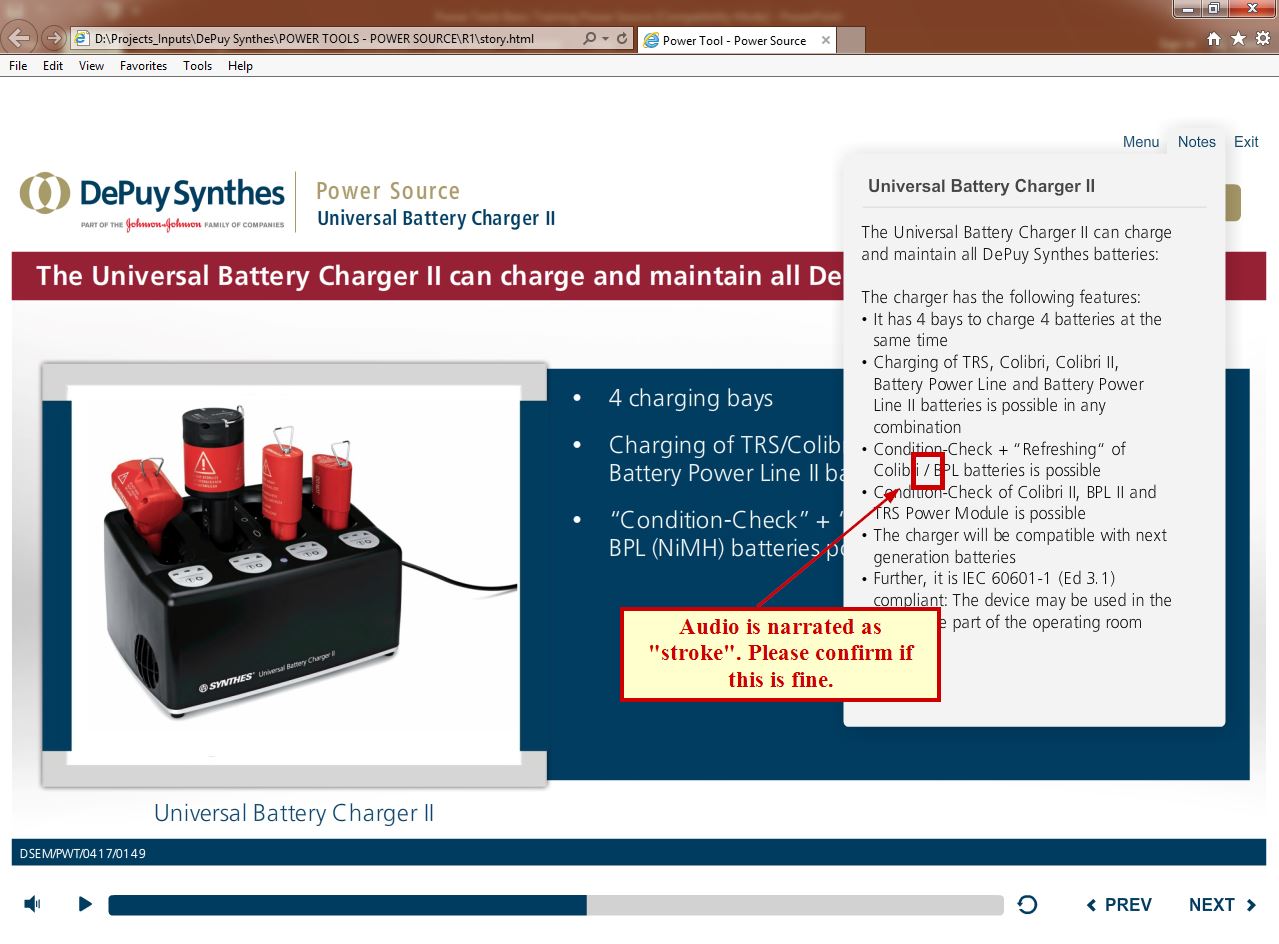 D:\Projects_Inputs\DePuy Synthes\POWER TOOLS - POWER SOURCE\R1\story.html
Power Tool - Power Source
File Edit View Favorites Tools Help
Menu Notes Exit
DePuy Synthes
PART OF THE Johnson-Johnson FAMILY OF COMPANIES
Power Source
Universal Battery Charger II
The Universal Battery Charger II can charge and maintain all De
4 charging bays
Charging of TRS/Colib
Battery Power Line II ba
"Condition-Check" + "
BPL (NiMH) batteries po
SYNTHES® Universal Battery Charger II
Universal Battery Charger II
Universal Battery Charger II
The Universal Battery Charger II can charge
and maintain all DePuy Synthes batteries:
The charger has the following features:
• It has 4 bays to charge 4 batteries at the
same time
• Charging of TRS, Colibri, Colibri II,
Battery Power Line and Battery Power
Line II batteries is possible in any
combination
• Condition-Check + "Refreshing" of
Colibri / BPL batteries is possible
• Condition-Check of Colibri II, BPL II and
TRS Power Module is possible
• The charger will be compatible with next
generation batteries
• Further, it is IEC 60601-1 (Ed 3.1)
compliant: The device may be used in the
e part of the operating room
Audio is narrated as
"stroke". Please confirm if
this is fine.
DSEM/PWT/0417/0149
PREV NEXT